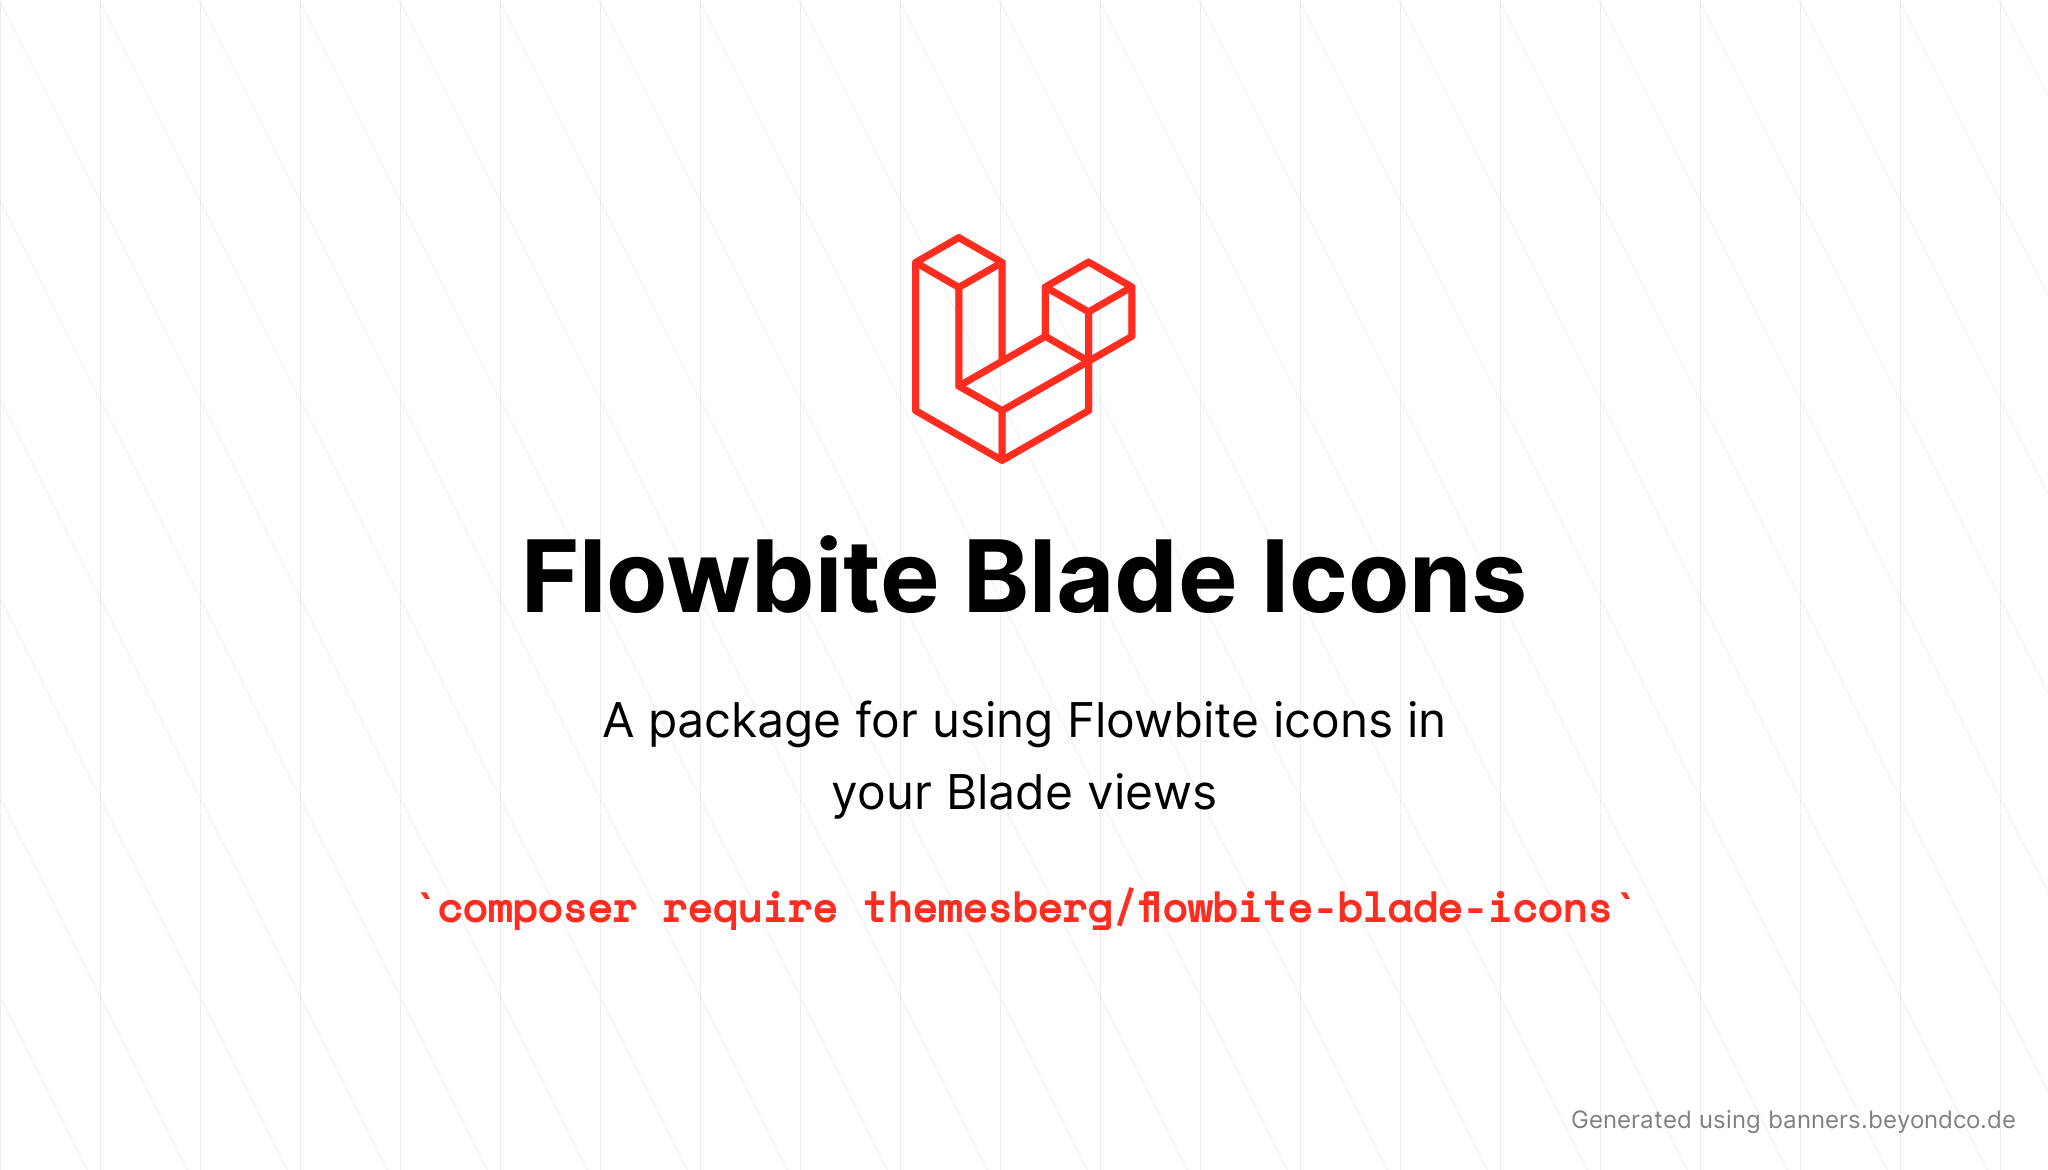 Flowbite Blade Icons
A package for using Flowbite icons in
your Blade views
`composer require themesberg/flowbite-blade-icons`
Generated using banners.beyondco.de